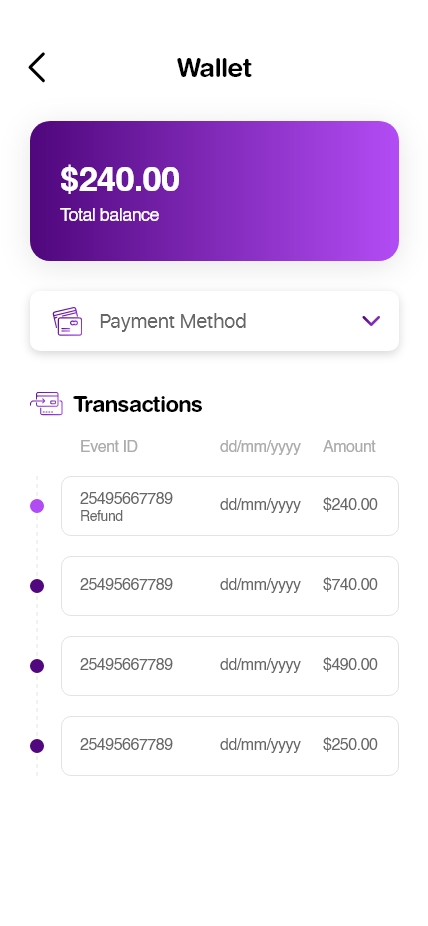 Wallet
$240.00
Total balance
Payment Method
Transactions
Event ID dd/mm/yyyy Amount
25495667789 dd/mm/yyyy $240.00
Refund
25495667789 dd/mm/yyyy $740.00
25495667789 dd/mm/yyyy $490.00
25495667789 dd/mm/yyyy $250.00